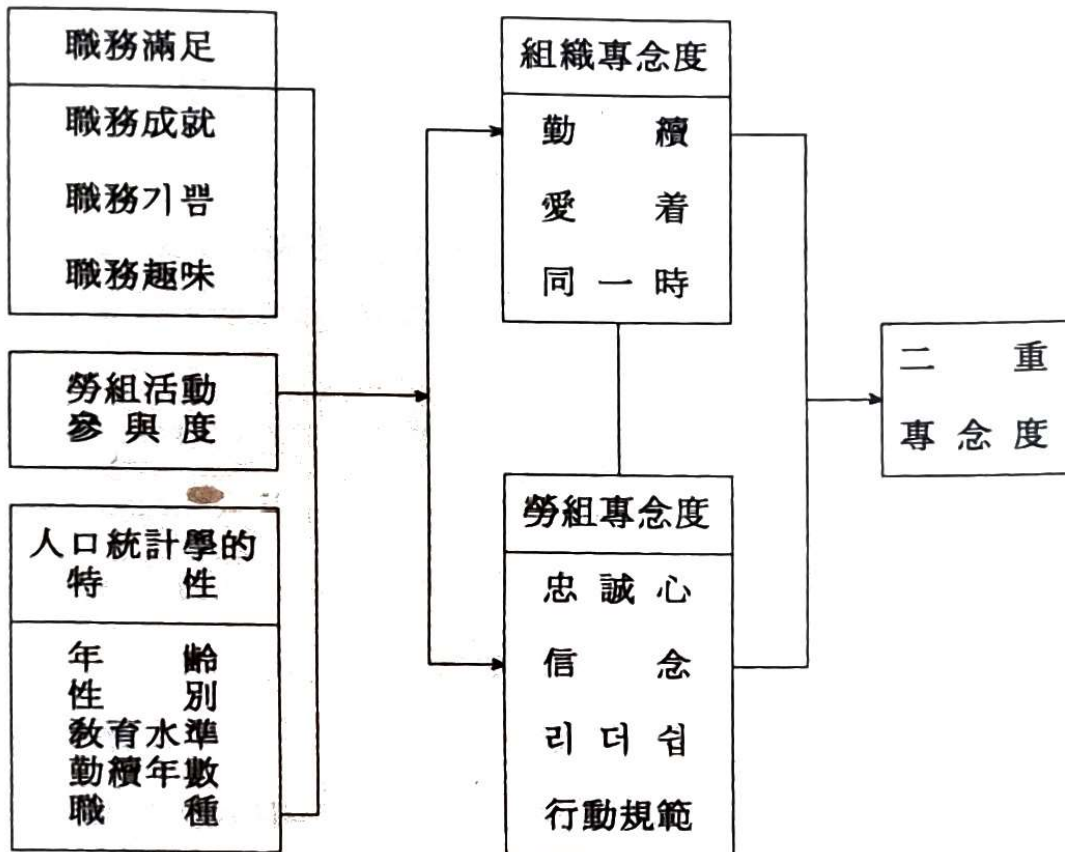 職務滿足
職務成就
職務기쁨
職務趣味
勞組活動
參與度
人口統計學的
特性
年齡
性別
敎育水準
勤續年數
職種
組織專念度
勤續
愛着
同一時
勞組專念度
忠誠心
信念
리더쉽
行動規範
二重
專念度